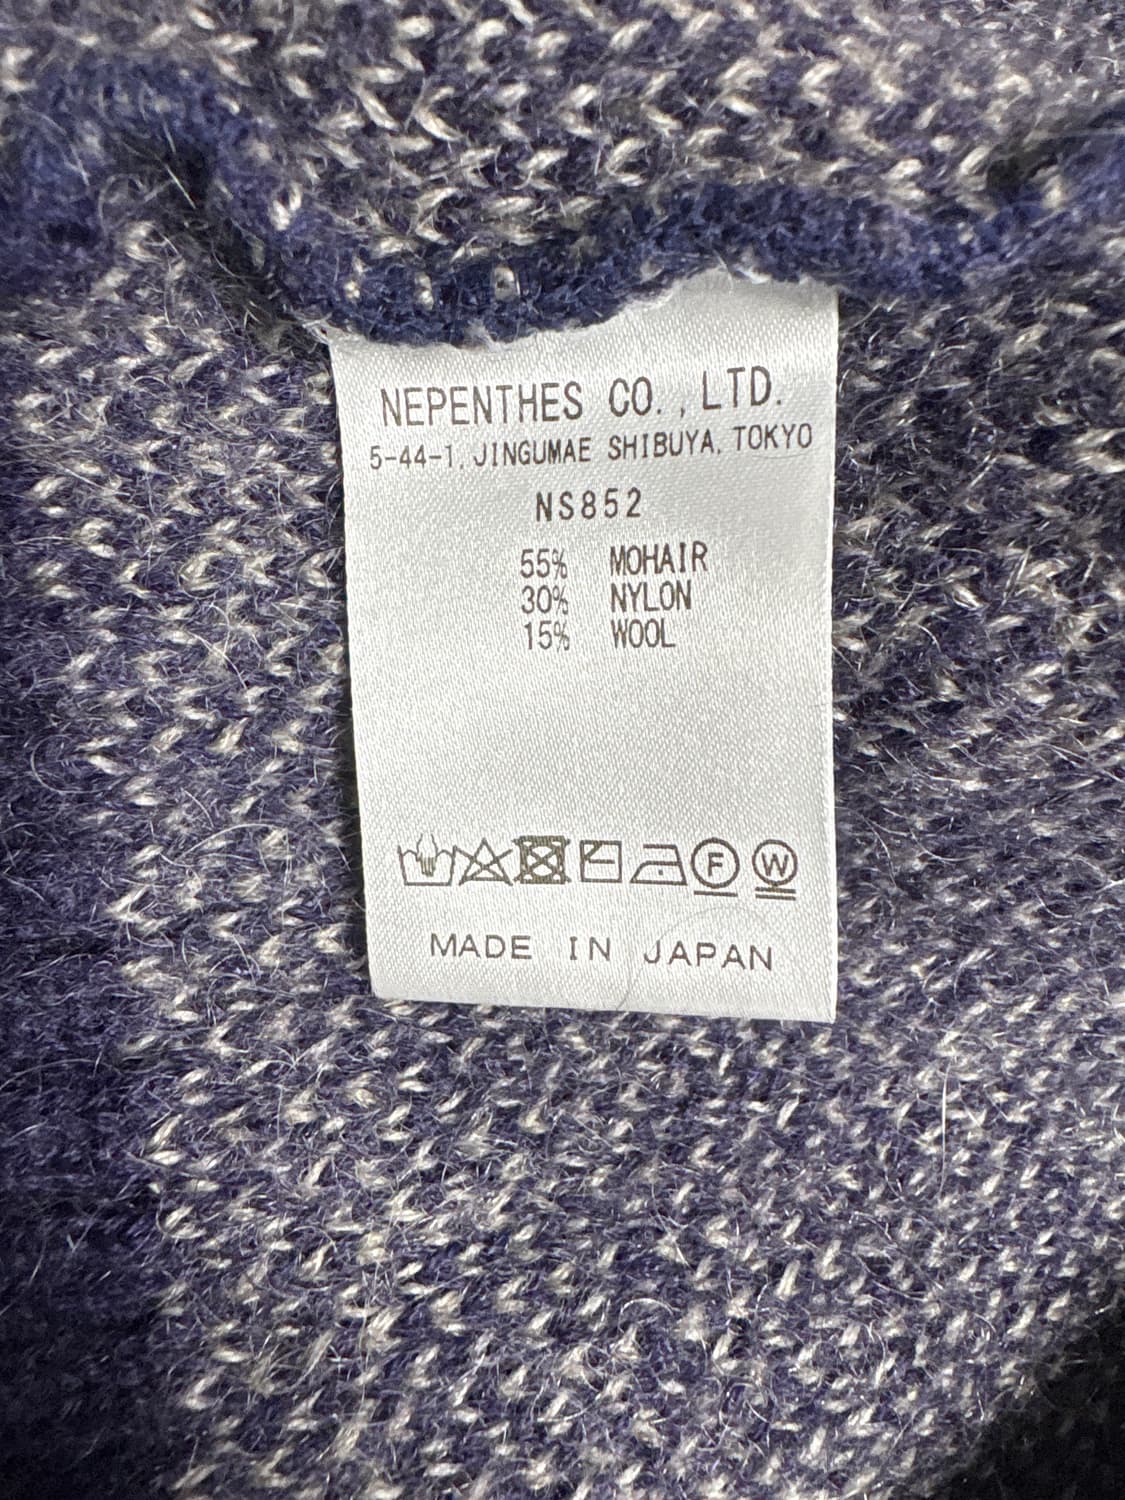 NEPENTHES CO., LTD.
5-44-1, JINGUMAE SHIBUYA, TOKYO
NS852
55% MOHAIR
30% NYLON
15% WOOL
F W
MADE IN JAPAN